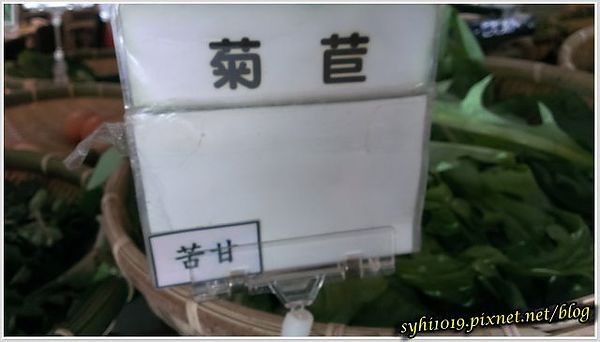 菊苣
苦甘
syhi1019.pixnet.net/blog